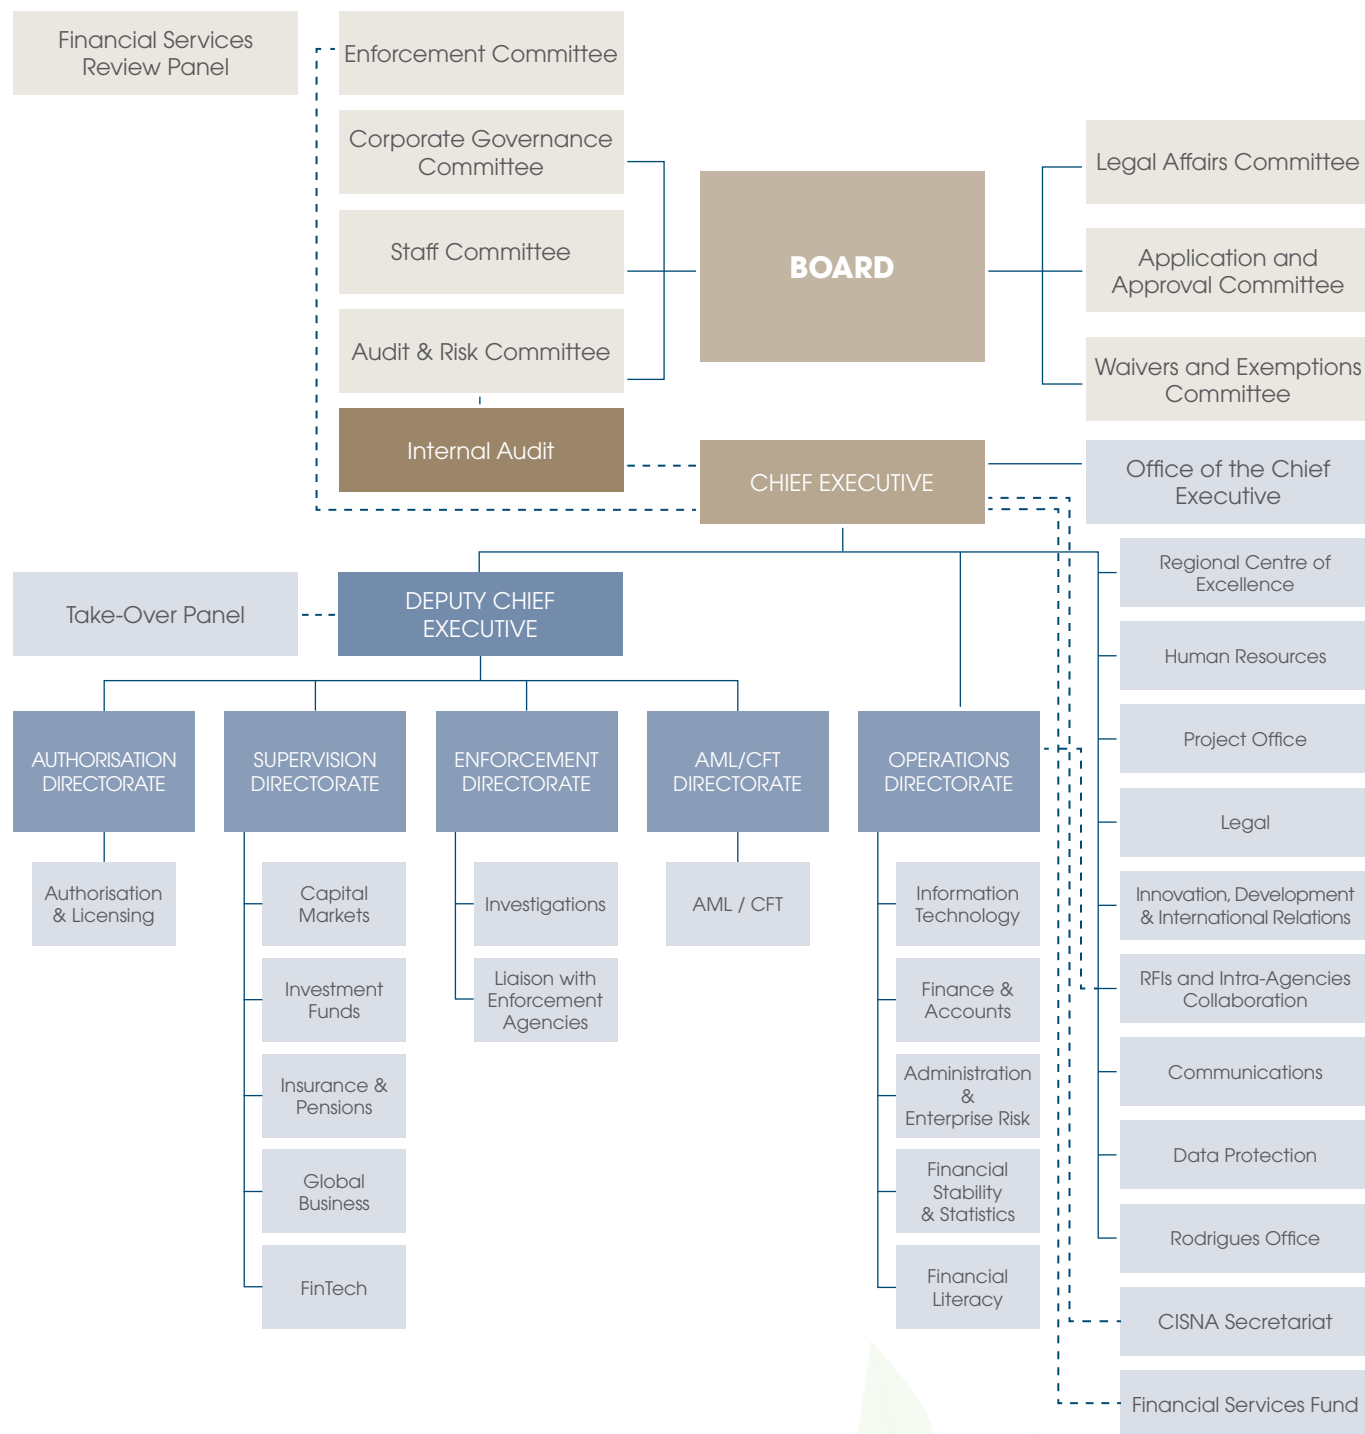 Financial Services
Review Panel
Enforcement Committee
Corporate Governance
Committee
Staff Committee
Audit & Risk Committee
Internal Audit
BOARD
Legal Affairs Committee
Application and
Approval Committee
Waivers and Exemptions
Committee
CHIEF EXECUTIVE
Office of the Chief
Executive
Take-Over Panel
DEPUTY CHIEF
EXECUTIVE
AUTHORISATION
DIRECTORATE
Authorisation
& Licensing
SUPERVISION
DIRECTORATE
Capital
Markets
Investment
Funds
Insurance &
Pensions
Global
Business
FinTech
ENFORCEMENT
DIRECTORATE
Investigations
Liaison with
Enforcement
Agencies
AML/CFT
DIRECTORATE
AML / CFT
OPERATIONS
DIRECTORATE
Information
Technology
Finance &
Accounts
Administration
&
Enterprise Risk
Financial
Stability
& Statistics
Financial
Literacy
Regional Centre of
Excellence
Human Resources
Project Office
Legal
Innovation, Development
& International Relations
RFIs and Intra-Agencies
Collaboration
Communications
Data Protection
Rodrigues Office
CISNA Secretariat
Financial Services Fund